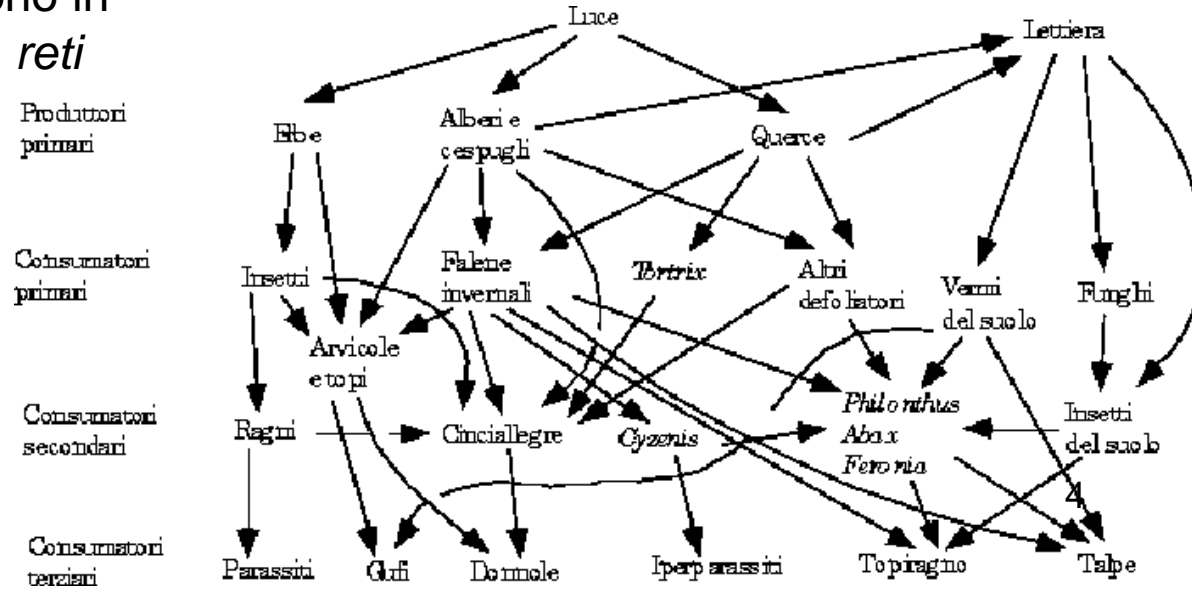 ono in
reti
Luce
Lettiera
Produttori
primari
Erbe
Alberi e
cespugli
Querce
Consumatori
primari
Insetti
Falene
invernali
Tortrix
Altri
defoliatori
Vermi
del suolo
Funghi
Arvicole
e topi
Consumatori
secondari
Ragni
Cinciallegre
Cyzenis
Philonthus
Abax
Feronia
Insetti
del suolo
4
Consumatori
terziari
Parassiti
Gufi
Donnole
Iperparassiti
Topiragno
Talpe